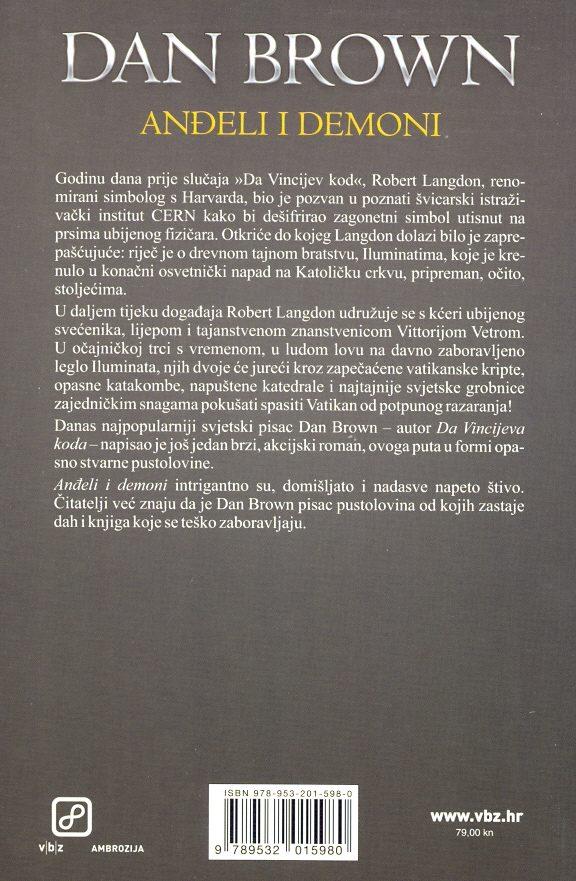 DAN BROWN
ANĐELI I DEMONI
Godinu dana prije slučaja »Da Vincijev kod«, Robert Langdon, reno-
mirani simbolog s Harvarda, bio je pozvan u poznati švicarski istraži-
vački institut CERN kako bi dešifrirao zagonetni simbol utisnut na
prsima ubijenog fizičara. Otkriće do kojeg Langdon dolazi bilo je zapre-
pašćujuće: riječ je o drevnom tajnom bratstvu, Iluminatima, koje je kre-
nulo u konačni osvetnički napad na Katoličku crkvu, pripreman, očito,
stoljećima.
U daljem tijeku događaja Robert Langdon udružuje se s kćeri ubijenog
svećenika, lijepom i tajanstvenom znanstvenicom Vittorijom Vetrom.
U očajničkoj trci s vremenom, u ludom lovu na davno zaboravljeno
leglo Iluminata, njih dvoje će jureći kroz zapečaćene vatikanske kripte,
opasne katakombe, napuštene katedrale i najtajnije svjetske grobnice
zajedničkim snagama pokušati spasiti Vatikan od potpunog razaranja!
Danas najpopularniji svjetski pisac Dan Brown – autor Da Vincijeva
koda – napisao je još jedan brzi, akcijski roman, ovoga puta u formi opa-
sno stvarne pustolovine.
Anđeli i demoni intrigantno su, domišljato i nadasve napeto štivo.
Čitatelji već znaju da je Dan Brown pisac pustolovina od kojih zastaje
dah i knjiga koje se teško zaboravljaju.
ISBN 978-953-201-598-0
9 789532 015980
v|b|z
AMBROZIJA
www.vbz.hr
79,00 kn